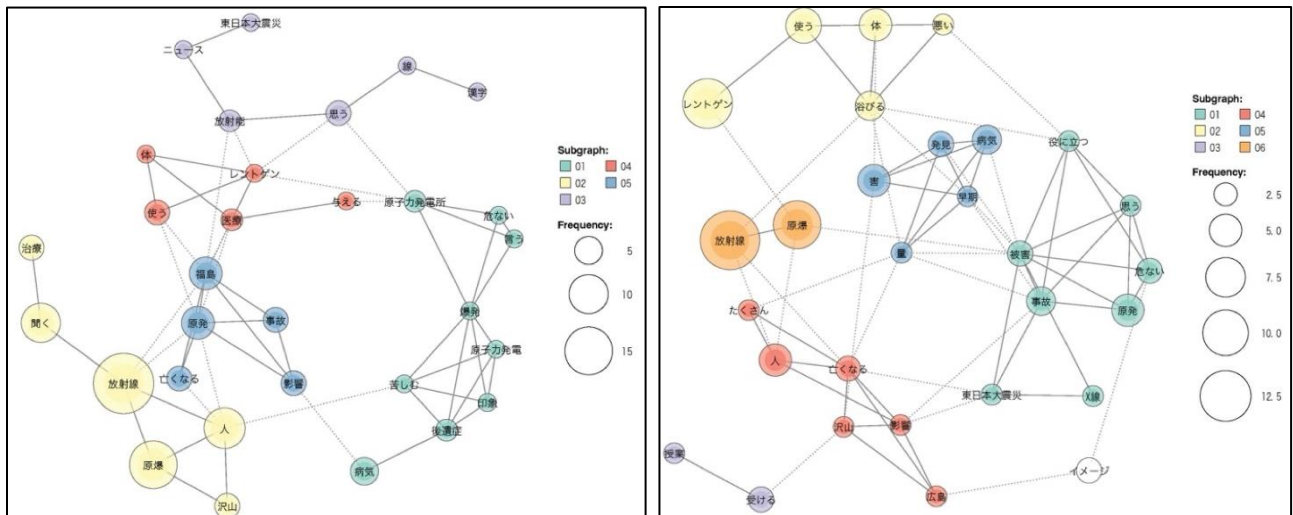 東日本大震災
ニュース
線
漢字
放射能
思う
体
レントゲン
使う
医療
与える
原子力発電所
危ない
言う
治療
福島
聞く
原発
事故
爆発
原子力発電
放射線
亡くなる
影響
苦しむ
印象
人
後遺症
原爆
病気
沢山
Subgraph:
01 04
02 05
03
Frequency:
5
10
15
使う
体
悪い
レントゲン
浴びる
発見
病気
役に立つ
害
早期
思う
原爆
放射線
量
被害
危ない
たくさん
事故
原発
人
亡くなる
東日本大震災
X線
沢山
影響
授業
イメージ
受ける
広島
Subgraph:
01 04
02 05
03 06
Frequency:
2.5
5.0
7.5
10.0
12.5